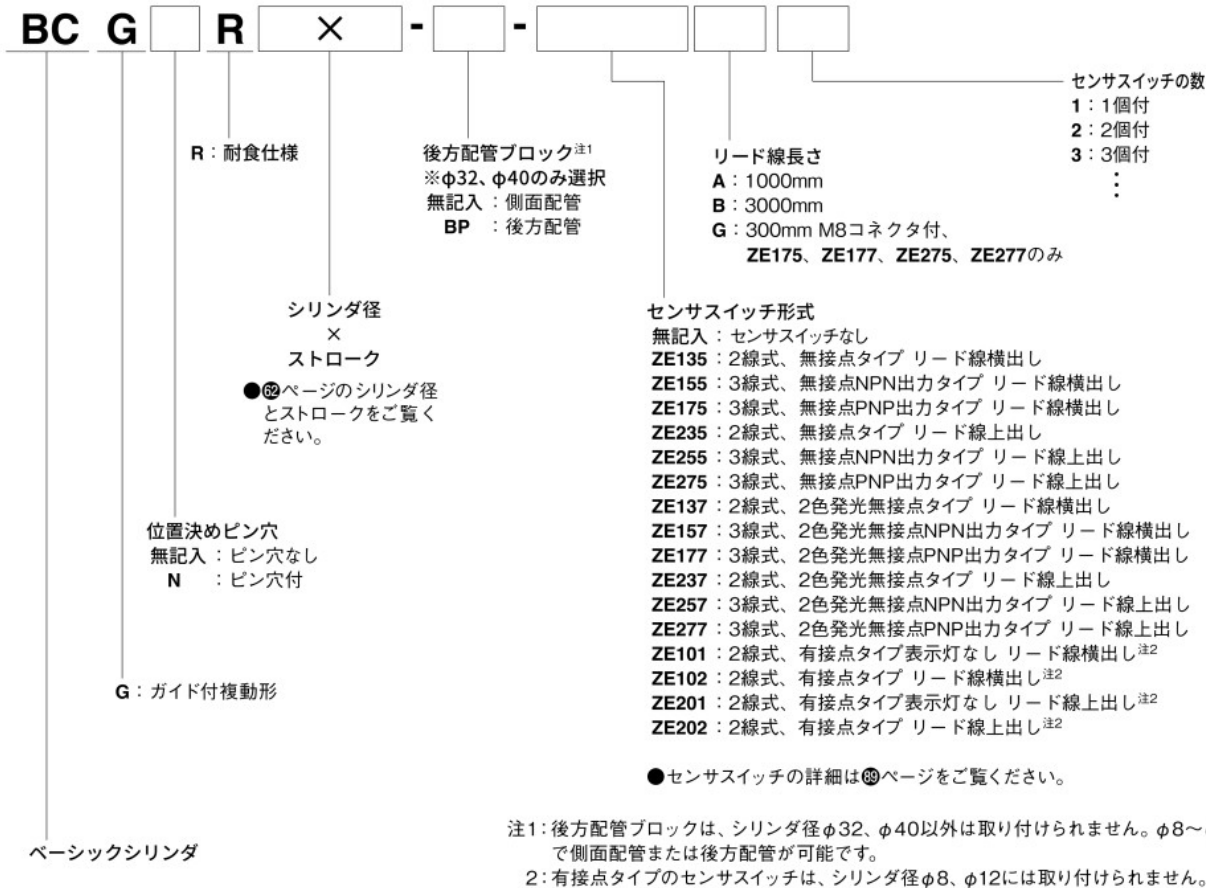 BC G R × - -
センサスイッチの数
1：1個付
2：2個付
3：3個付
⋮
R：耐食仕様
後方配管ブロック注1
※φ32、φ40のみ選択
無記入：側面配管
BP：後方配管
リード線長さ
A：1000mm
B：3000mm
G：300mm M8コネクタ付、
ZE175、ZE177、ZE275、ZE277のみ
シリンダ径
×
ストローク
●62ページのシリンダ径
とストロークをご覧く
ださい。
センサスイッチ形式
無記入：センサスイッチなし
ZE135：2線式、無接点タイプ リード線横出し
ZE155：3線式、無接点NPN出力タイプ リード線横出し
ZE175：3線式、無接点PNP出力タイプ リード線横出し
ZE235：2線式、無接点タイプ リード線上出し
ZE255：3線式、無接点NPN出力タイプ リード線上出し
ZE275：3線式、無接点PNP出力タイプ リード線上出し
ZE137：2線式、2色発光無接点タイプ リード線横出し
ZE157：3線式、2色発光無接点NPN出力タイプ リード線横出し
ZE177：3線式、2色発光無接点PNP出力タイプ リード線横出し
ZE237：2線式、2色発光無接点タイプ リード線上出し
ZE257：3線式、2色発光無接点NPN出力タイプ リード線上出し
ZE277：3線式、2色発光無接点PNP出力タイプ リード線上出し
ZE101：2線式、有接点タイプ表示灯なし リード線横出し注2
ZE102：2線式、有接点タイプ リード線横出し注2
ZE201：2線式、有接点タイプ表示灯なし リード線上出し注2
ZE202：2線式、有接点タイプ リード線上出し注2
●センサスイッチの詳細は89ページをご覧ください。
位置決めピン穴
無記入：ピン穴なし
N：ピン穴付
G：ガイド付複動形
ベーシックシリンダ
注1：後方配管ブロックは、シリンダ径φ32、φ40以外は取り付けられません。φ8～
で側面配管または後方配管が可能です。
2：有接点タイプのセンサスイッチは、シリンダ径φ8、φ12には取り付けられません。